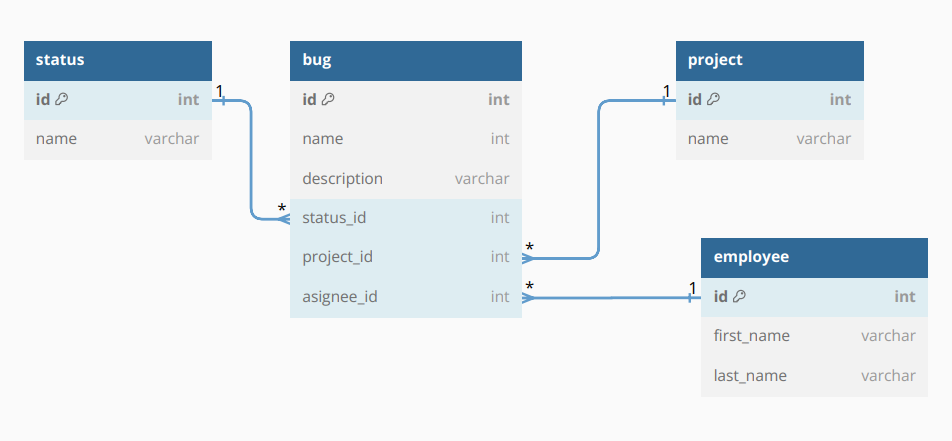 status
id int
name varchar
bug
id int
name int
description varchar
status_id int
project_id int
asignee_id int
project
id int
name varchar
employee
id int
first_name varchar
last_name varchar
1
*
1
*
1
*